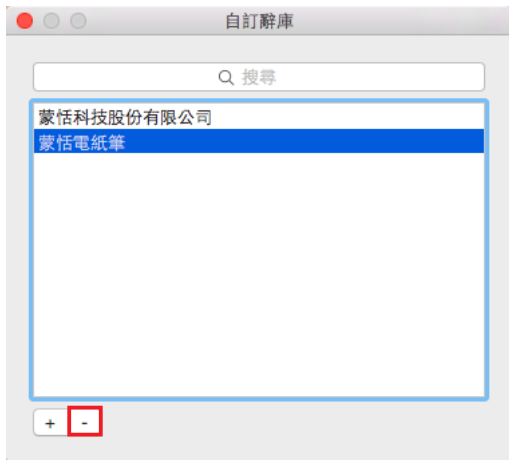 自訂辭庫
搜尋
蒙恬科技股份有限公司
蒙恬電紙筆
+ -